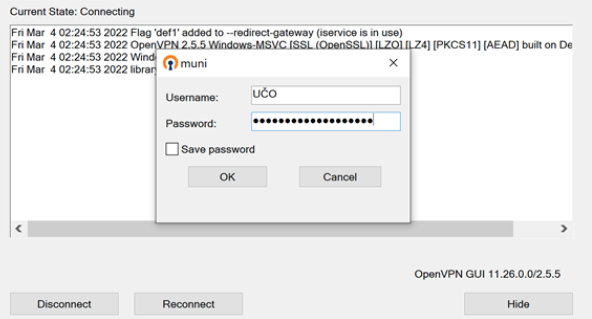 Current State: Connecting
Fri Mar 4 02:24:53 2022 Flag 'def1' added to --redirect-gateway (iservice is in use)
Fri Mar 4 02:24:53 2022 OpenVPN 2.5.5 Windows-MSVC [SSL (OpenSSL)] [LZO] [LZ4] [PKCS11] [AEAD] built on De
Fri Mar 4 02:24:53 2022 Wind
Fri Mar 4 02:24:53 2022 librar
muni
Username: UČO
Password: ●●●●●●●●●●●●●●●●●●●
Save password
OK Cancel
OpenVPN GUI 11.26.0.0/2.5.5
Disconnect Reconnect Hide